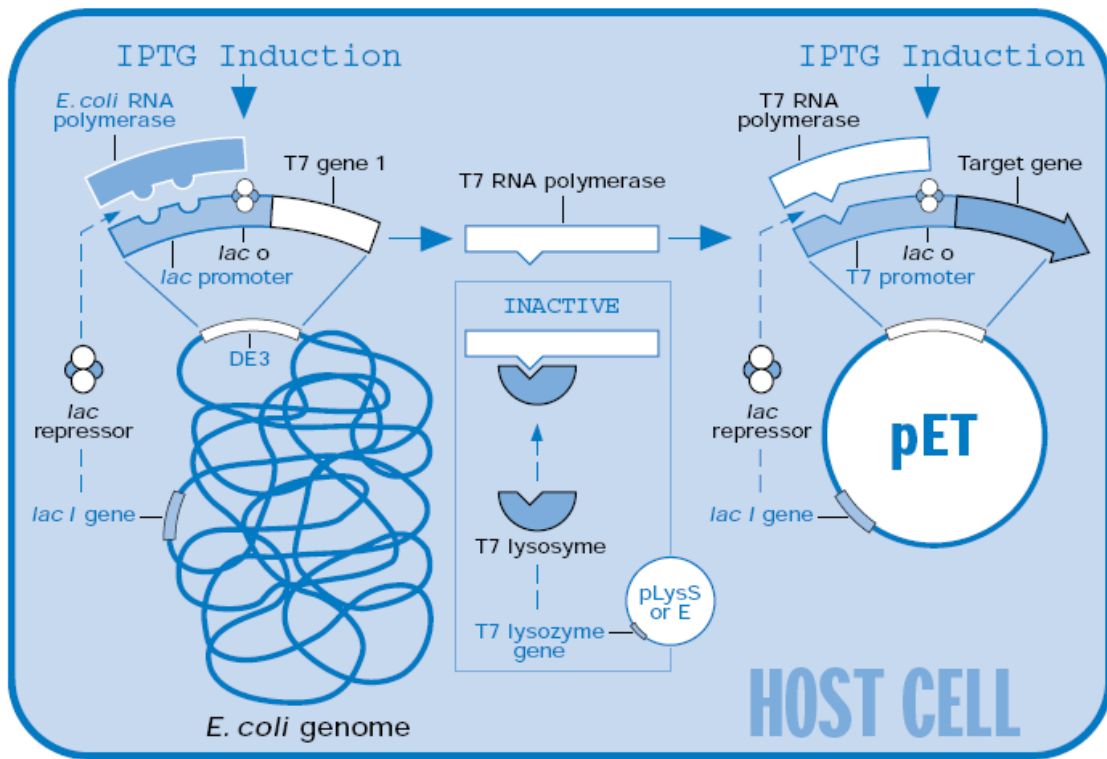 IPTG Induction
E. coli RNA
polymerase
T7 gene 1
lac o
lac promoter
DE3
lac
repressor
lac I gene
E. coli genome
T7 RNA polymerase
INACTIVE
T7 lysosyme
pLysS
or E
T7 lysozyme
gene
IPTG Induction
T7 RNA
polymerase
Target gene
lac o
T7 promoter
lac
repressor
pET
lac I gene
HOST CELL